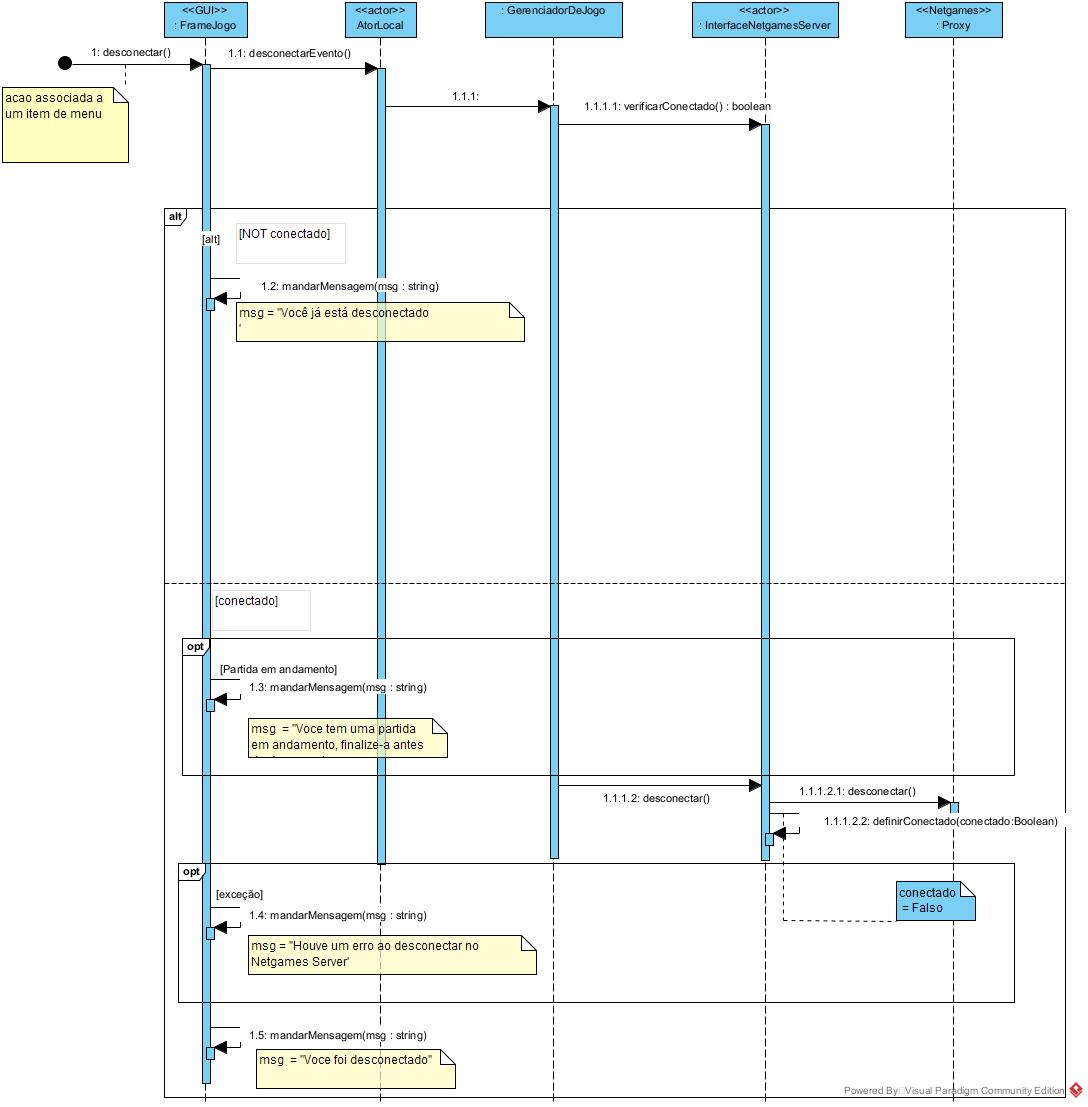 <<GUI>>
: FrameJogo
<<actor>>
AtorLocal
: GerenciadorDeJogo
<<actor>>
: InterfaceNetgamesServer
<<Netgames>>
: Proxy
1: desconectar()
1.1: desconectarEvento()
acao associada a
um item de menu
1.1.1:
1.1.1.1: verificarConectado() : boolean
alt
[alt]
[NOT conectado]
1.2: mandarMensagem(msg : string)
msg = "Você já está desconectado
'
[conectado]
opt
[Partida em andamento]
1.3: mandarMensagem(msg : string)
msg = "Voce tem uma partida
em andamento, finalize-a antes
1.1.1.2: desconectar()
1.1.1.2.1: desconectar()
1.1.1.2.2: definirConectado(conectado:Boolean)
opt
[exceção]
conectado
= Falso
1.4: mandarMensagem(msg : string)
msg = "Houve um erro ao desconectar no
Netgames Server'
1.5: mandarMensagem(msg : string)
msg = "Voce foi desconectado"
Powered By Visual Paradigm Community Edition